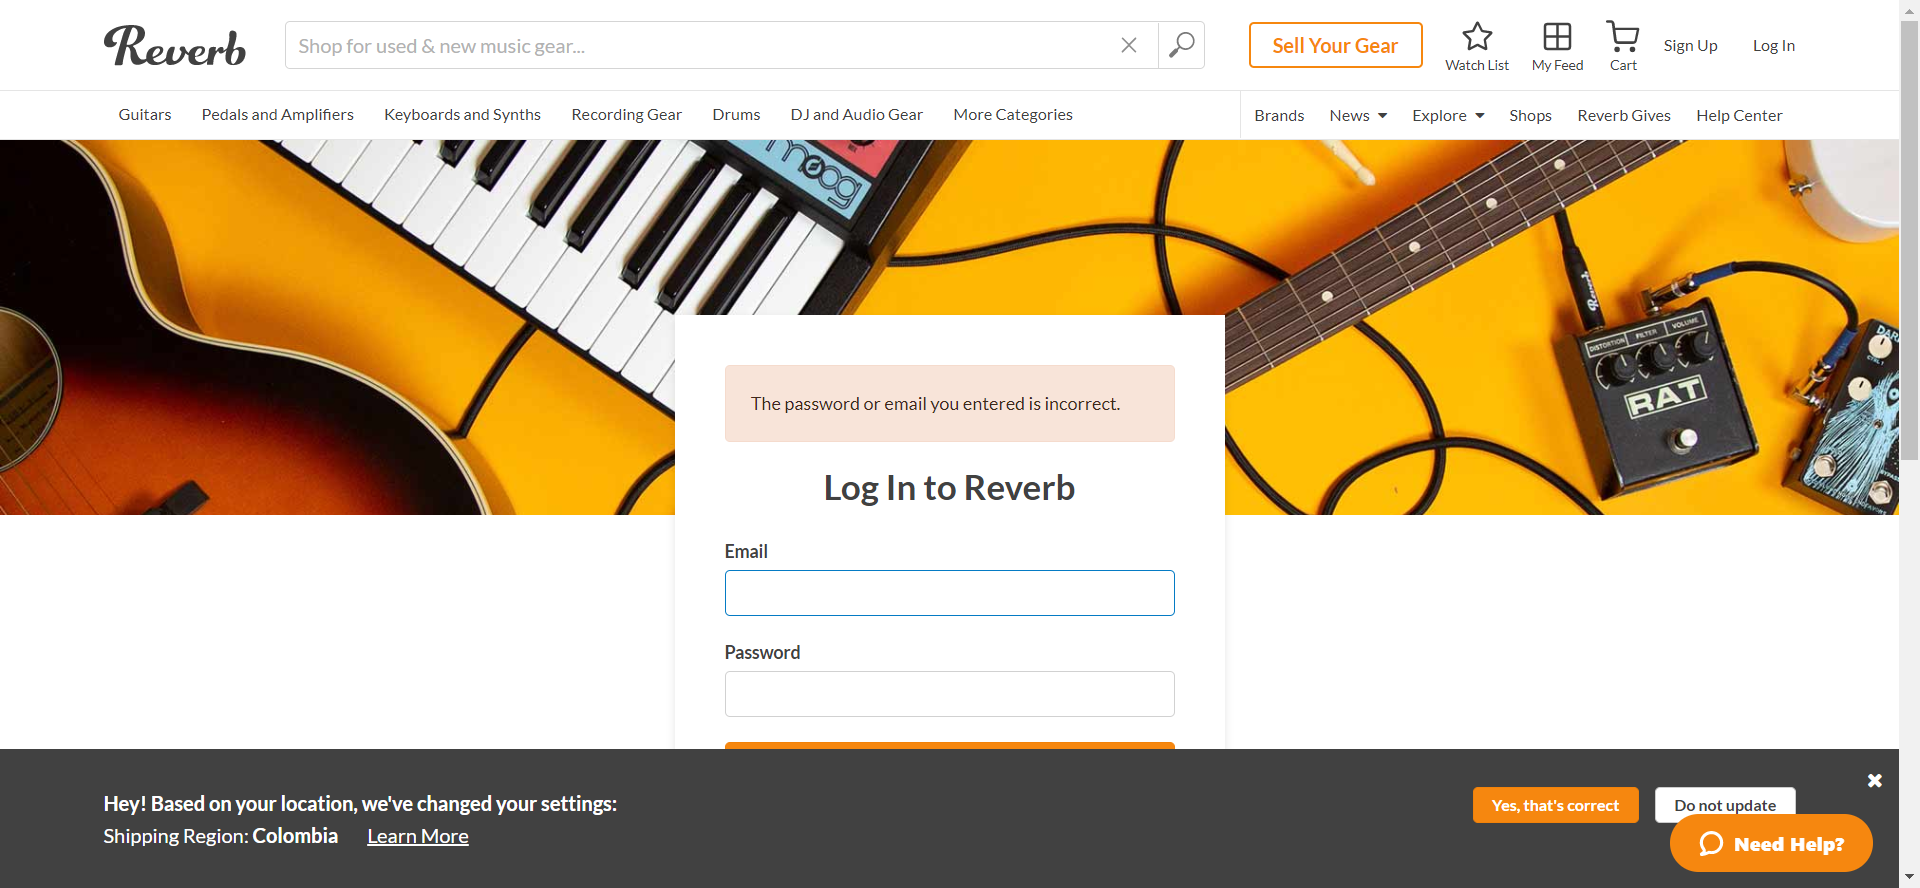 Reverb
Shop for used & new music gear...
Sell Your Gear
Watch List
My Feed
Cart
Sign Up
Log In
Guitars
Pedals and Amplifiers
Keyboards and Synths
Recording Gear
Drums
DJ and Audio Gear
More Categories
Brands
News
Explore
Shops
Reverb Gives
Help Center
moog
Reverb
DISTORTION FILTER VOLUME
RAT
The password or email you entered is incorrect.
Log In to Reverb
Email
Password
Hey! Based on your location, we've changed your settings:
Shipping Region: Colombia
Learn More
Yes, that's correct
Do not update
Need Help?